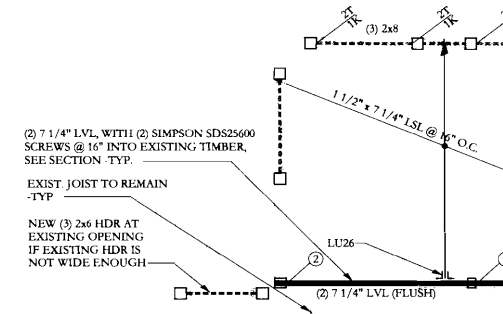 2T
1K
(3) 2x8
2T
1K
1 1/2" x 7 1/4" LSL @ 16" O.C.
(2) 7 1/4" LVL, WITH (2) SIMPSON SDS25600
SCREWS @ 16" INTO EXISTING TIMBER,
SEE SECTION -TYP.
EXIST. JOIST TO REMAIN
-TYP
NEW (3) 2x6 HDR AT
EXISTING OPENING
IF EXISTING HDR IS
NOT WIDE ENOUGH
LU26
2
(2) 7 1/4" LVL (FLUSH)